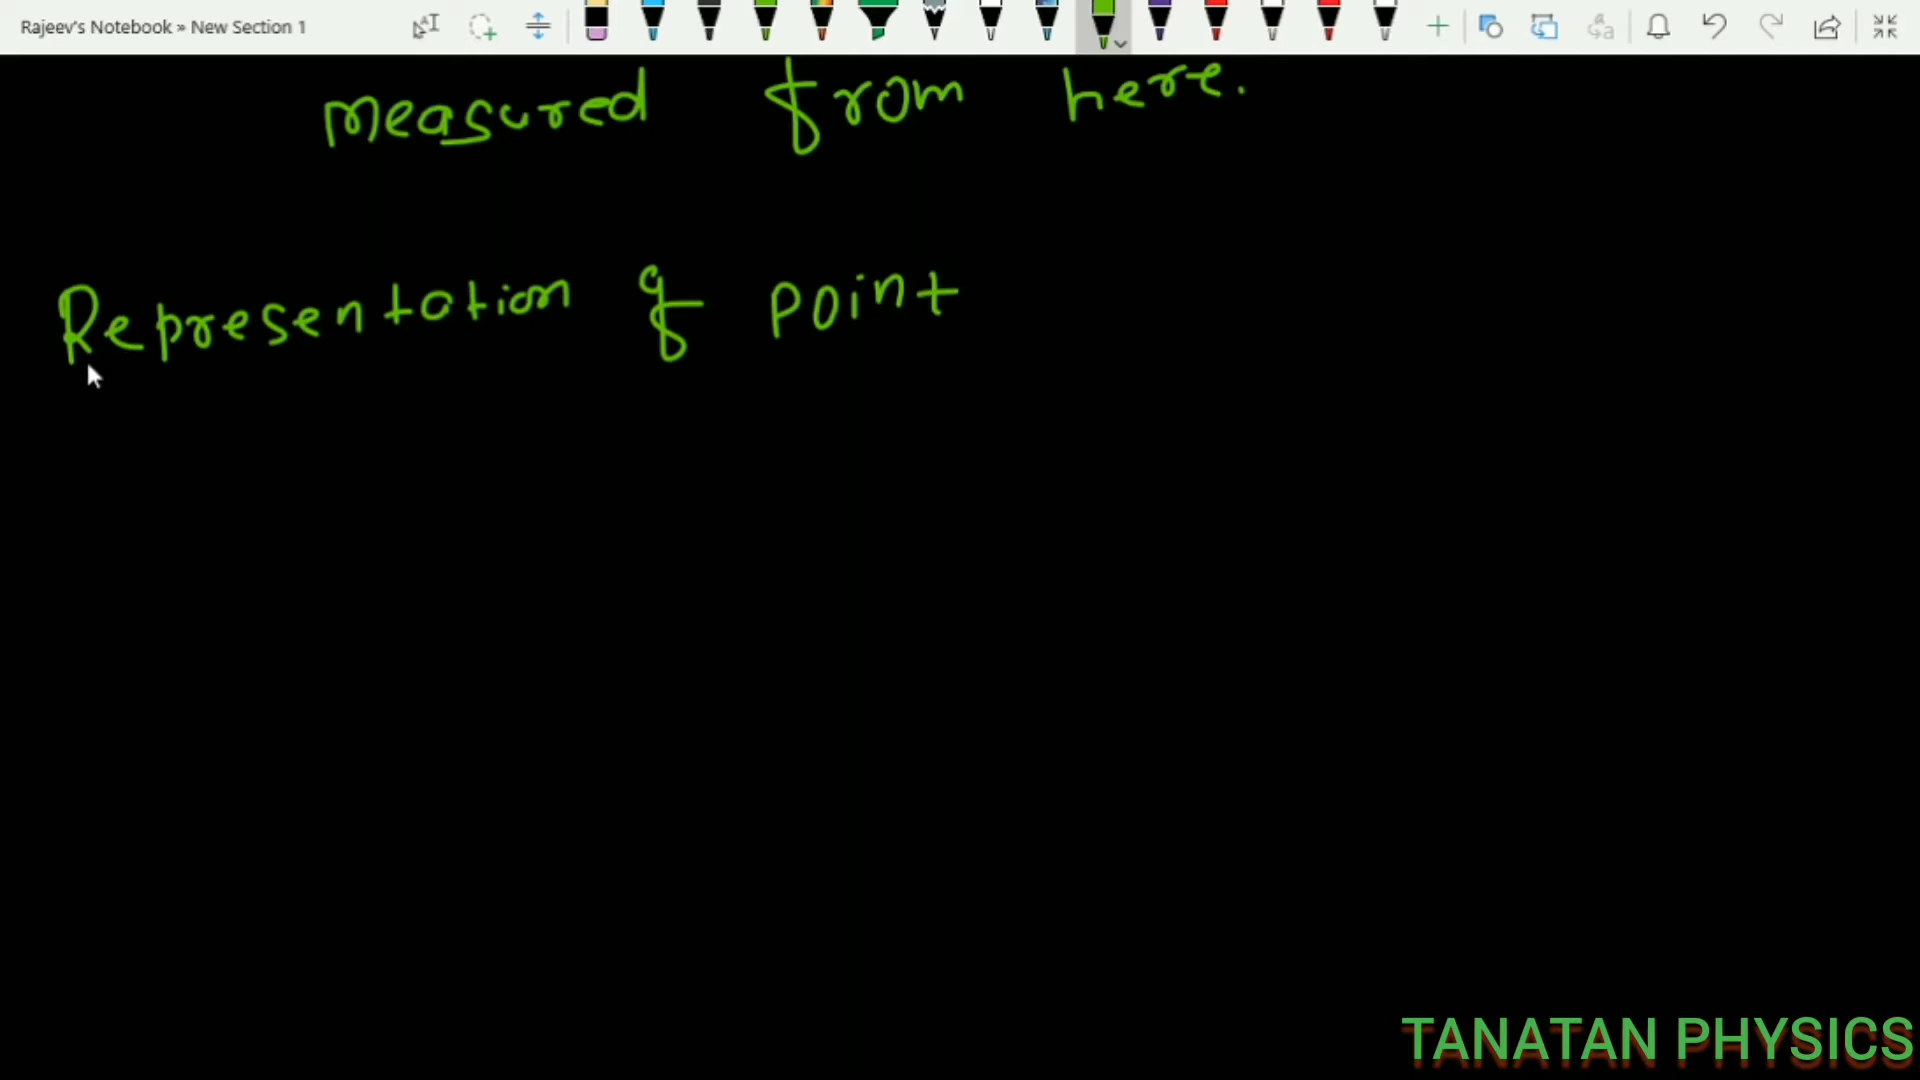 Rajeev's Notebook » New Section 1
measured from here.
Representation of point
TANATAN PHYSICS